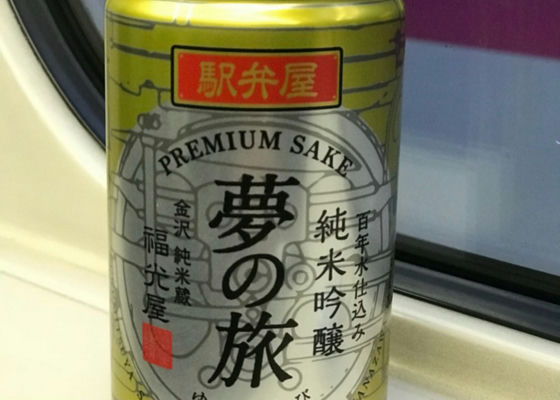 駅弁屋
PREMIUM SAKE
百年水仕込み
純米吟醸
夢の旅
金沢 純米蔵
福光屋